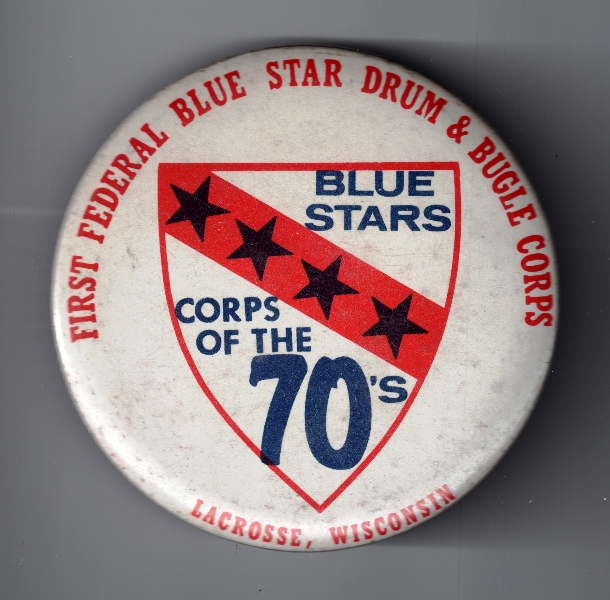 FIRST FEDERAL BLUE STAR DRUM & BUGLE CORPS
BLUE
STARS
CORPS
OF THE
70'S
LACROSSE, WISCONSIN